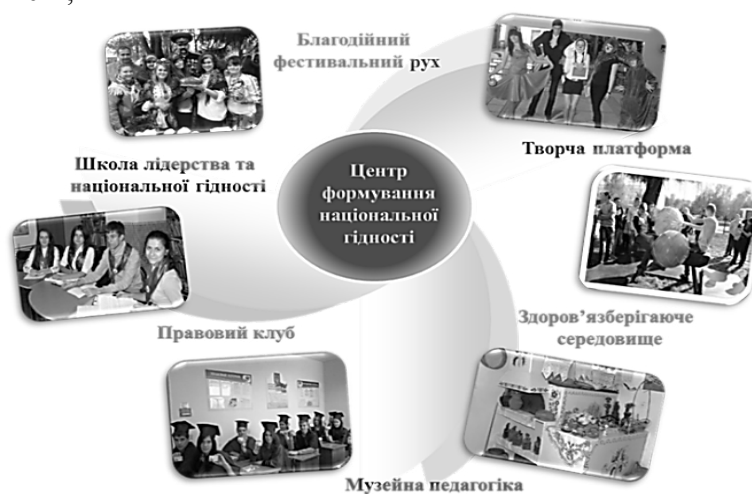 Благодійний
фестивальний рух
Творча платформа
Школа лідерства та
національної гідності
Центр
формування
національної
гідності
Правовий клуб
Здоров’язберігаюче
середовище
Музейна педагогіка